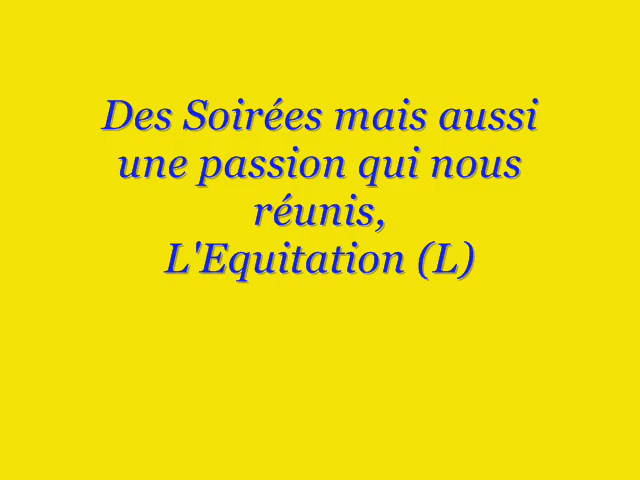 Des Soirées mais aussi
une passion qui nous
réunis,
L'Equitation (L)